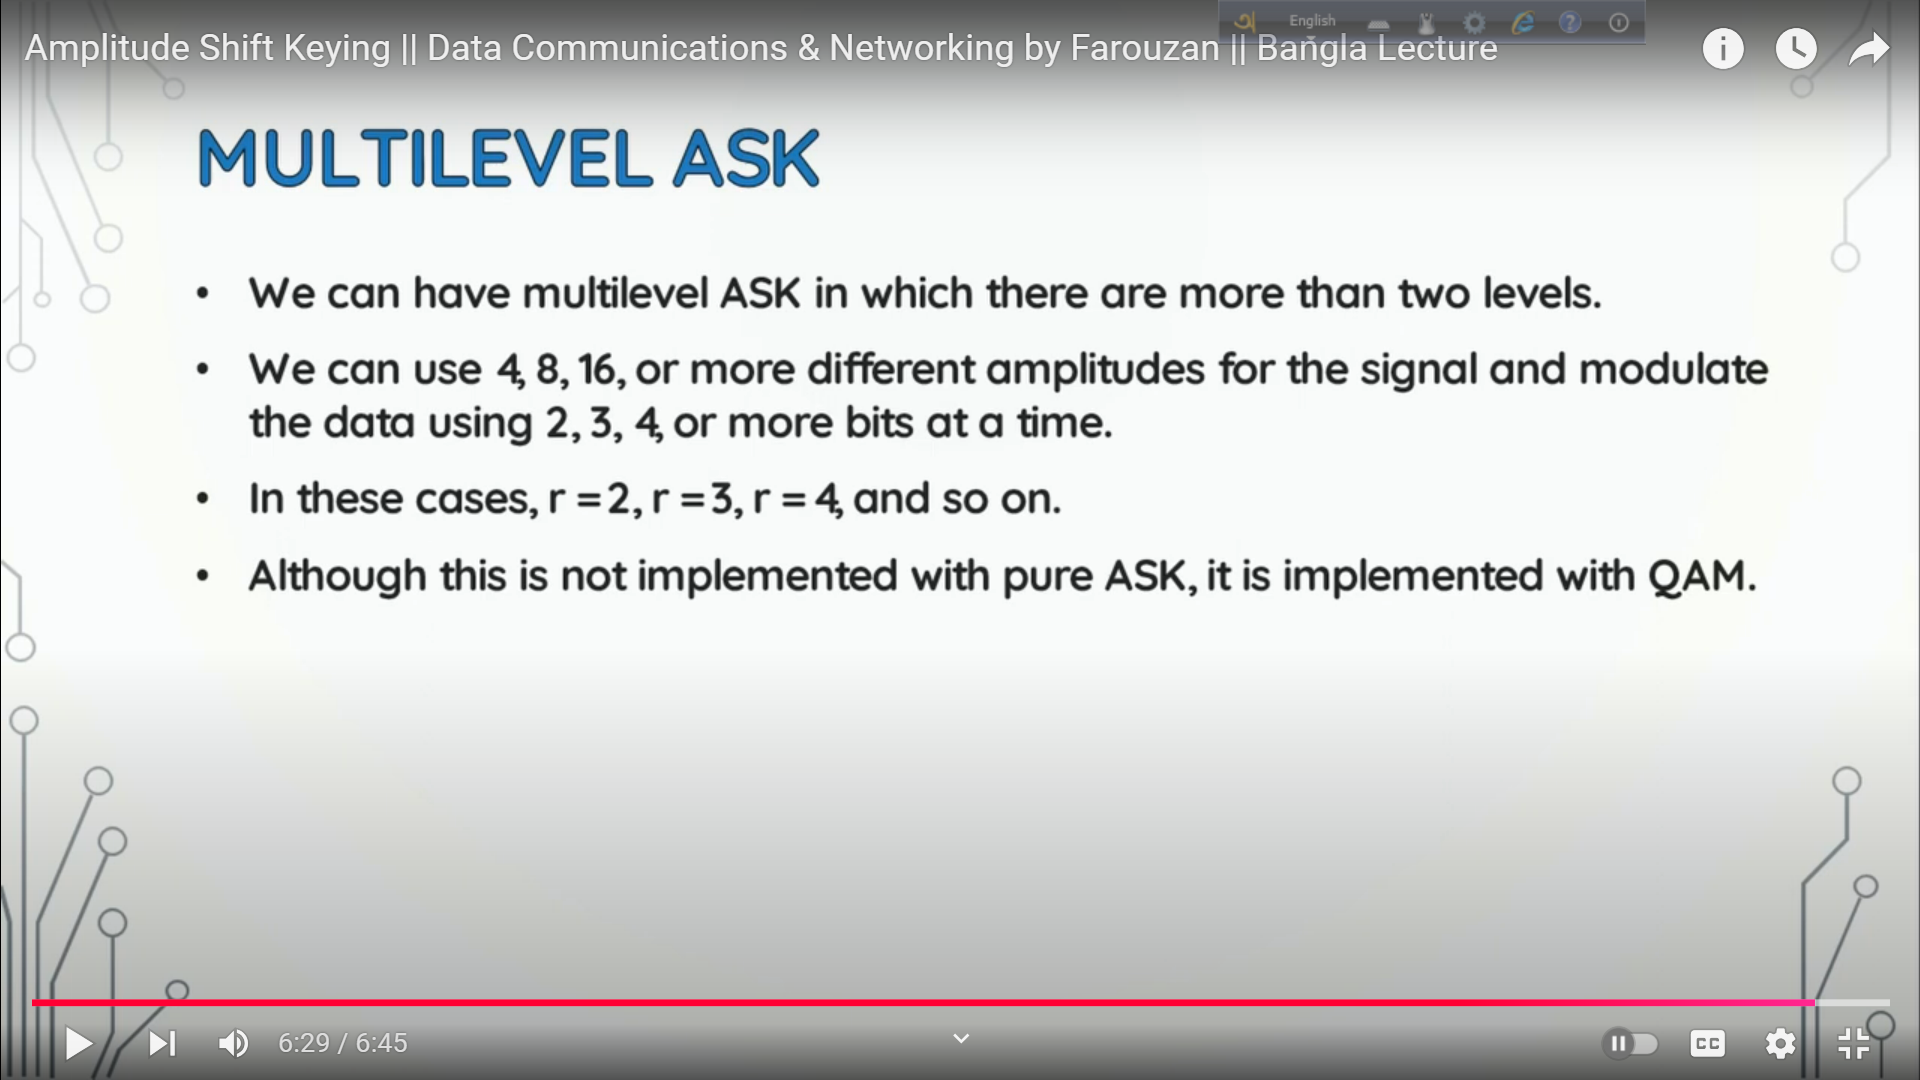 English
Amplitude Shift Keying || Data Communications & Networking by Farouzan || Bangla Lecture
MULTILEVEL ASK
• We can have multilevel ASK in which there are more than two levels.
• We can use 4, 8, 16, or more different amplitudes for the signal and modulate
the data using 2, 3, 4, or more bits at a time.
• In these cases, r = 2, r = 3, r = 4, and so on.
• Although this is not implemented with pure ASK, it is implemented with QAM.
6:29 / 6:45
CC